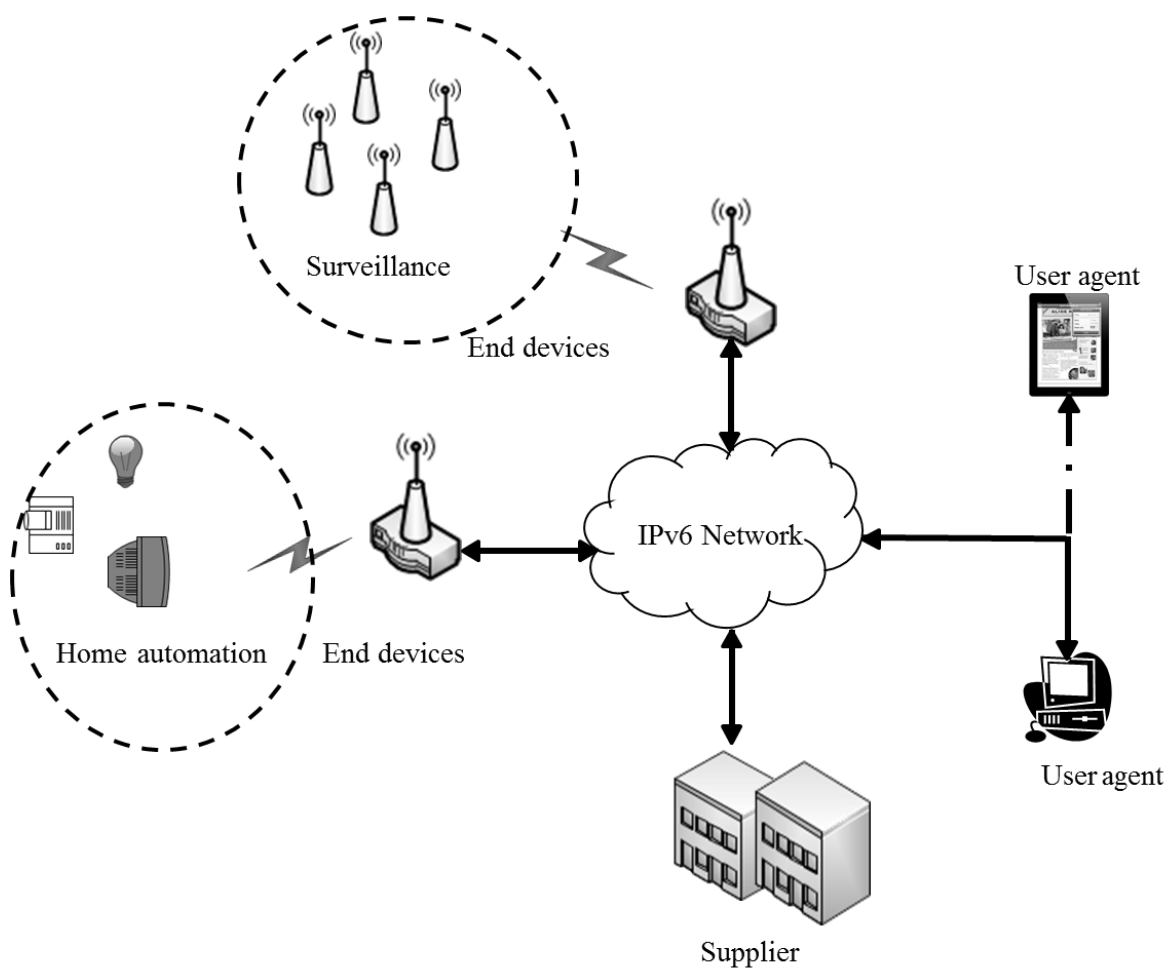 Surveillance
User agent
End devices
IPv6 Network
Home automation
End devices
User agent
Supplier